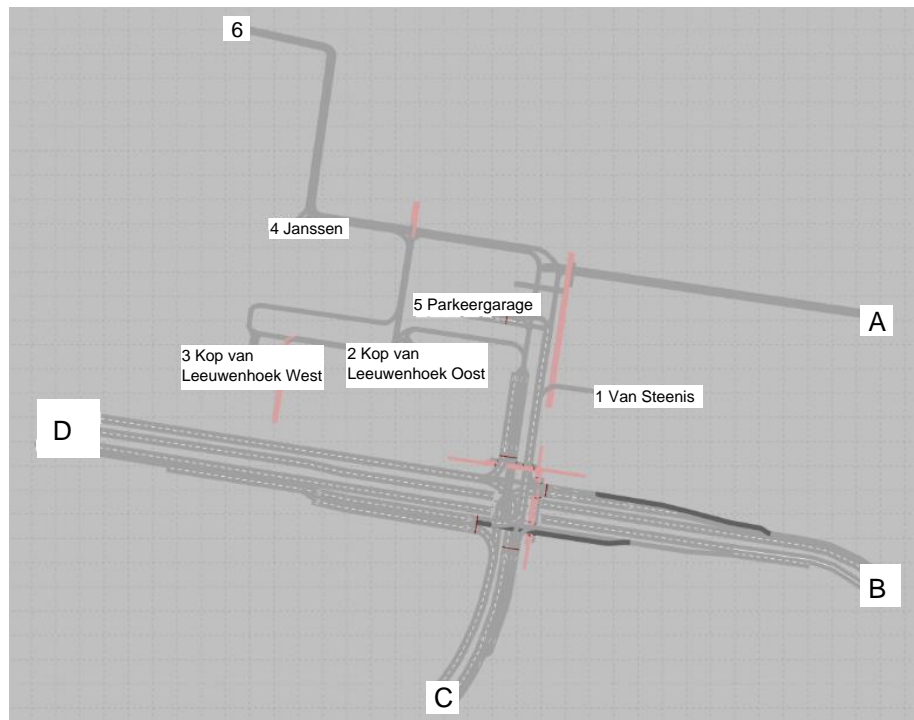 6
4 Janssen
5 Parkeergarage
A
3 Kop van
Leeuwenhoek West
2 Kop van
Leeuwenhoek Oost
1 Van Steenis
D
B
C